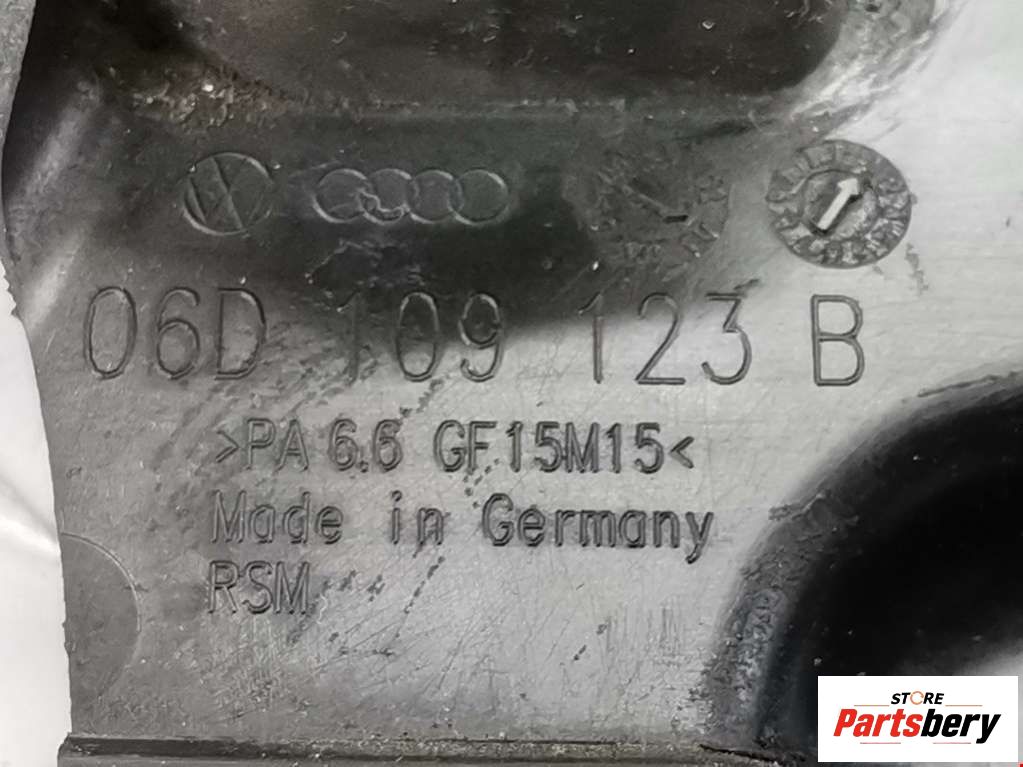 06D 109 123 B
>PA 6.6 GF15M15<
Made in Germany
RSM
STORE
Partsbery